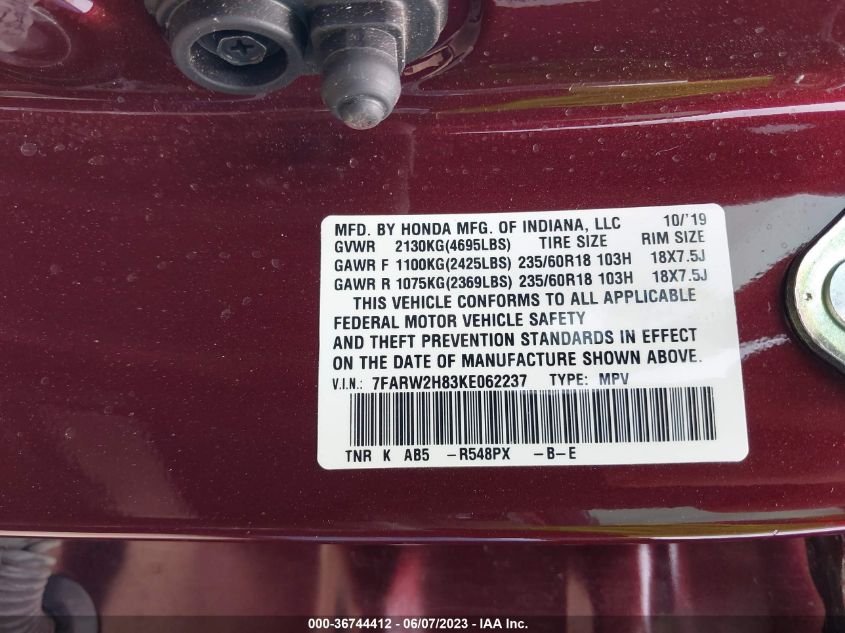 MFD. BY HONDA MFG. OF INDIANA, LLC 10/'19
GVWR 2130KG(4695LBS) TIRE SIZE RIM SIZE
GAWR F 1100KG(2425LBS) 235/60R18 103H 18X7.5J
GAWR R 1075KG(2369LBS) 235/60R18 103H 18X7.5J
THIS VEHICLE CONFORMS TO ALL APPLICABLE
FEDERAL MOTOR VEHICLE SAFETY
AND THEFT PREVENTION STANDARDS IN EFFECT
ON THE DATE OF MANUFACTURE SHOWN ABOVE.
V.I.N.: 7FARW2H83KE062237 TYPE: MPV
TNR K AB5 -R548PX -B-E
000-36744412 - 06/07/2023 - IAA Inc.